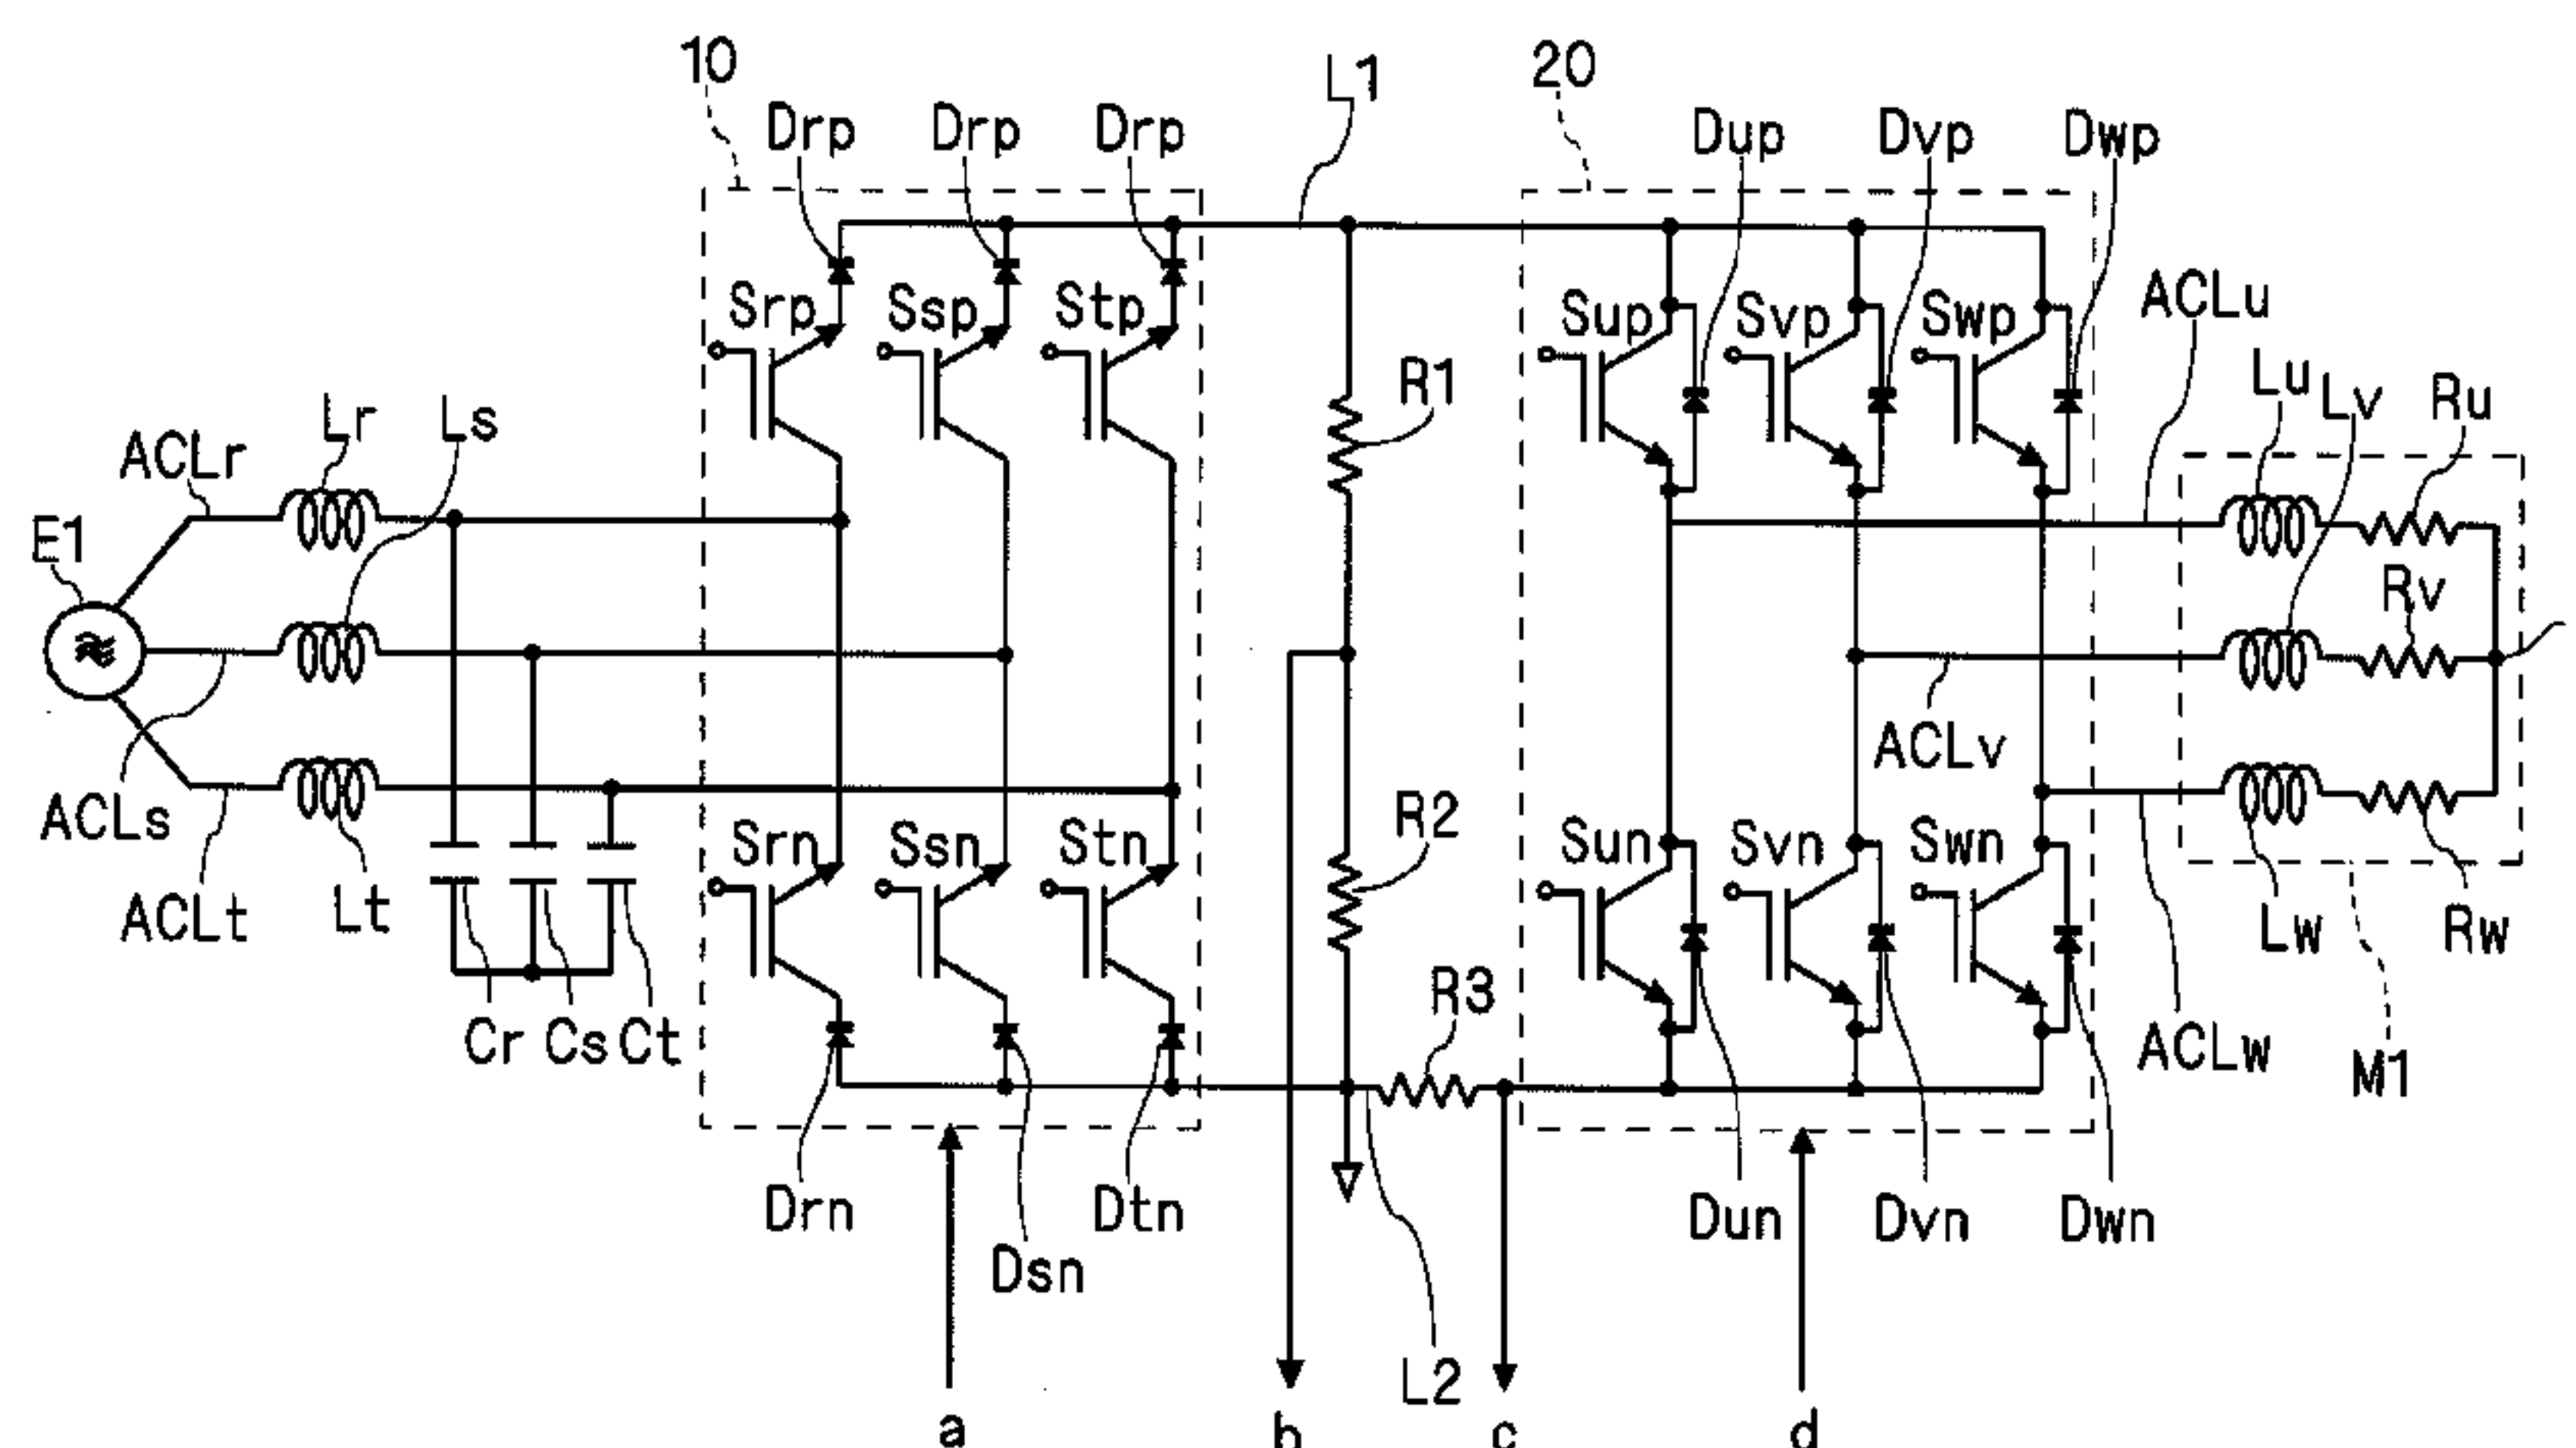 10
L1
20
Drp
Drp
Drp
Dup
Dvp
Dwp
Srp
Ssp
Stp
Sup
Svp
Swp
ACLu
R1
Lu
Lv
Ru
Lr
Ls
ACLr
E1
Rv
ACLv
ACLs
ACLt
Lt
Srn
Ssn
Stn
R2
Sun
Svn
Swn
Lw
Rw
R3
Cr
Cs
Ct
ACLw
M1
Drn
Dsn
Dtn
Dun
Dvn
Dwn
L2
a
b
c
d